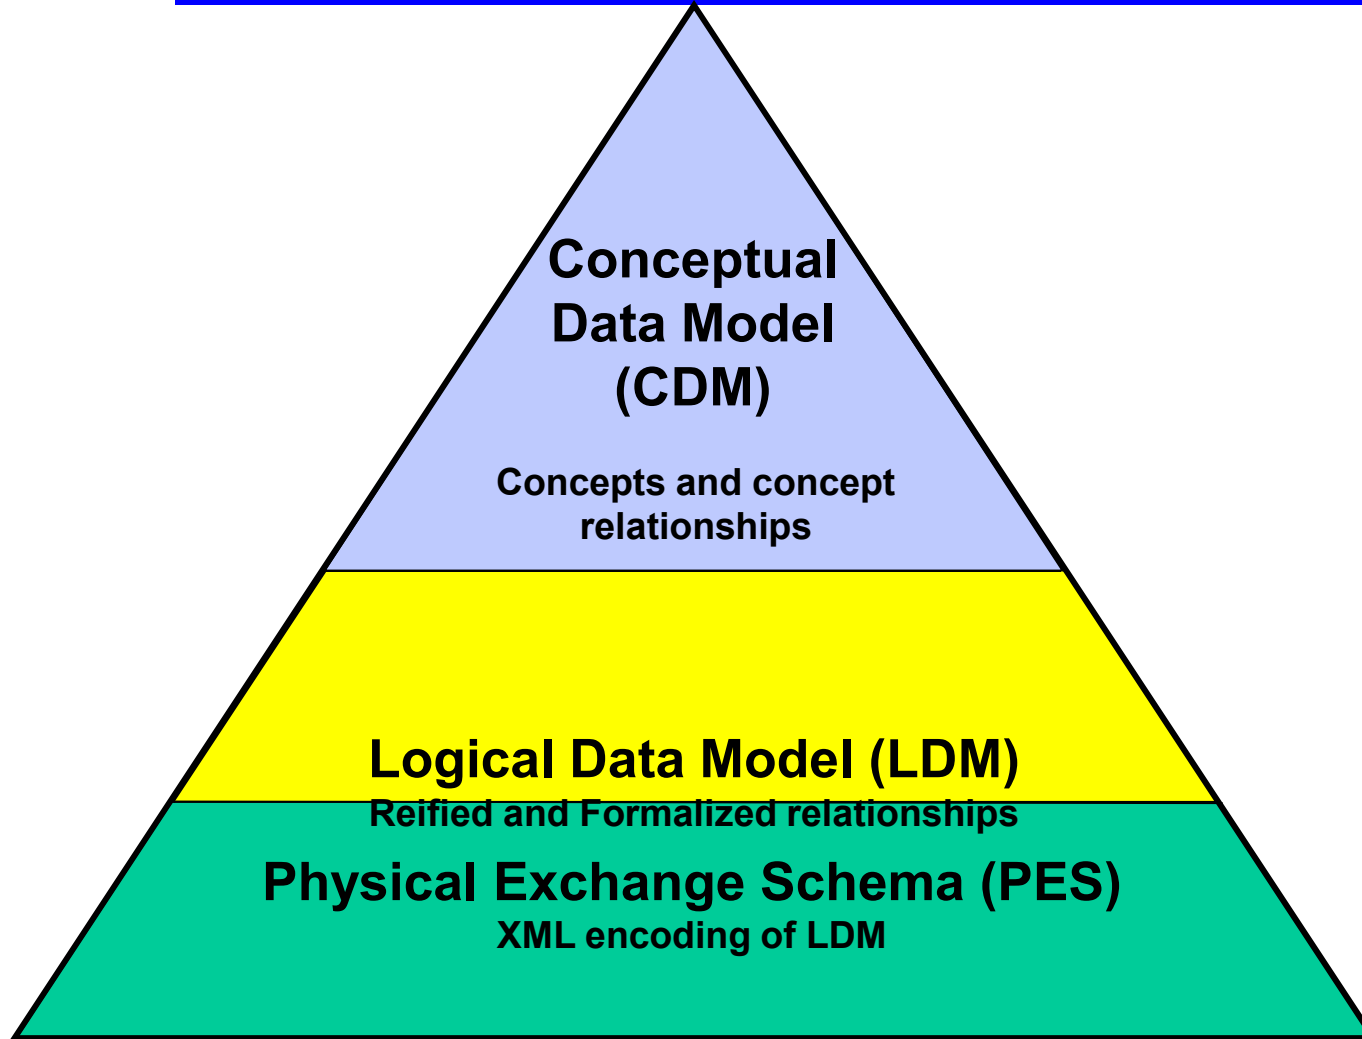 Conceptual
Data Model
(CDM)
Concepts and concept
relationships
Logical Data Model (LDM)
Reified and Formalized relationships
Physical Exchange Schema (PES)
XML encoding of LDM